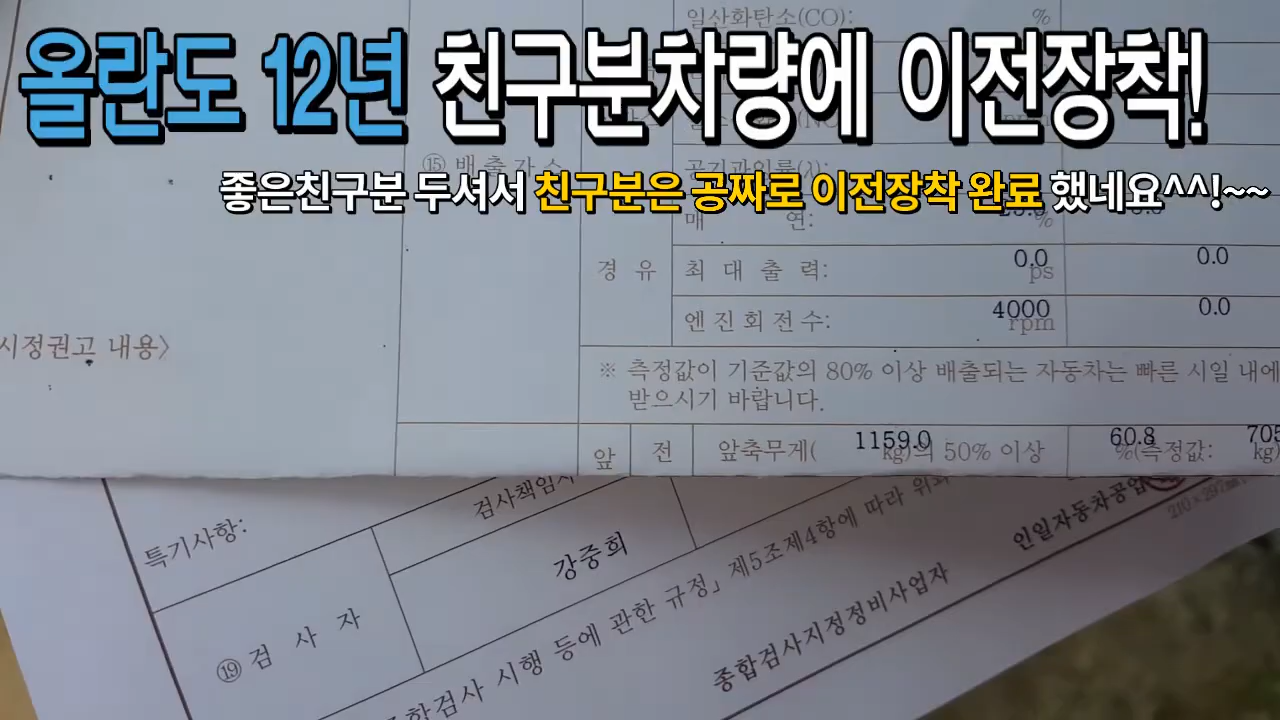 일산화탄소(CO): %
올란도 12년 친구분차량에 이전장착!
⑮ 배출가스
좋은친구분 두셔서 친구분은 공짜로 이전장착 완료 했네요^^!~~
매 연: %
경 유 최 대 출 력: 0.0 ps 0.0
엔진회전수: 4000 rpm 0.0
시정권고 내용>
※ 측정값이 기준값의 80% 이상 배출되는 자동차는 빠른 시일 내에
받으시기 바랍니다.
앞 전 앞축무게( 1159.0 kg)의 50% 이상 60.8 %(측정값: 705 kg)
특기사항:
검사책임자
⑲ 검 사 자
강중희
종합검사 시행 등에 관한 규정」 제5조제4항에 따라 위와
종합검사지정정비사업자 인일자동차공업
210×297㎜